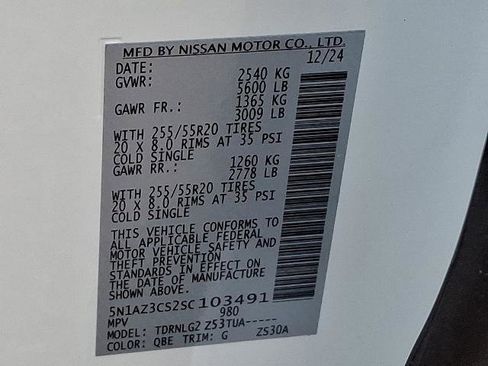 MFD BY NISSAN MOTOR CO., LTD.
DATE: 12/24
GVWR: 2540 KG
5600 LB
GAWR FR.: 1365 KG
3009 LB
WITH 255/55R20 TIRES
20 X 8.0 RIMS AT 35 PSI
COLD SINGLE
GAWR RR.: 1260 KG
2778 LB
WITH 255/55R20 TIRES
20 X 8.0 RIMS AT 35 PSI
COLD SINGLE
THIS VEHICLE CONFORMS TO
ALL APPLICABLE FEDERAL
MOTOR VEHICLE SAFETY AND
THEFT PREVENTION
STANDARDS IN EFFECT ON
THE DATE OF MANUFACTURE
SHOWN ABOVE.
5N1AZ3CS2SC103491
MPV 980
MODEL: TDRNLG2 Z53TUA-----
COLOR: QBE TRIM: G ZS30A